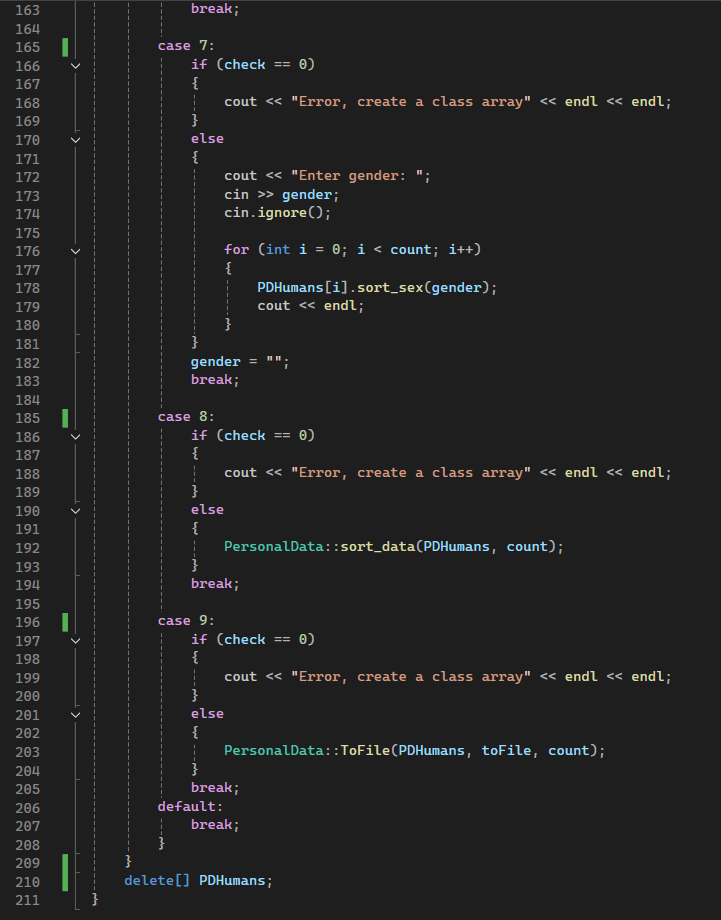 163 break;
164
165 case 7:
166 if (check == 0)
167 {
168 cout << "Error, create a class array" << endl << endl;
169 }
170 else
171 {
172 cout << "Enter gender: ";
173 cin >> gender;
174 cin.ignore();
175
176 for (int i = 0; i < count; i++)
177 {
178 PDHumans[i].sort_sex(gender);
179 cout << endl;
180 }
181 }
182 gender = "";
183 break;
184
185 case 8:
186 if (check == 0)
187 {
188 cout << "Error, create a class array" << endl << endl;
189 }
190 else
191 {
192 PersonalData::sort_data(PDHumans, count);
193 }
194 break;
195
196 case 9:
197 if (check == 0)
198 {
199 cout << "Error, create a class array" << endl << endl;
200 }
201 else
202 {
203 PersonalData::ToFile(PDHumans, toFile, count);
204 }
205 break;
206 default:
207 break;
208 }
209 }
210 delete[] PDHumans;
211 }